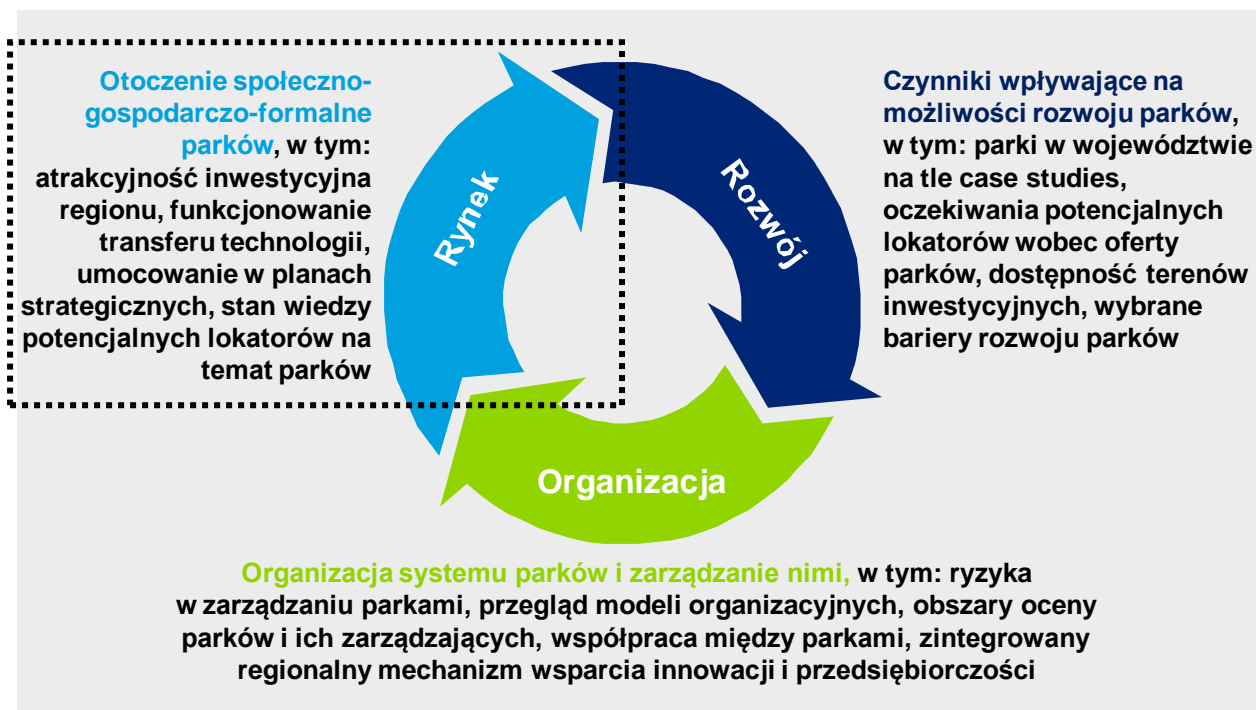 Otoczenie społeczno-
gospodarczo-formalne
parków, w tym:
atrakcyjność inwestycyjna
regionu, funkcjonowanie
transferu technologii,
umocowanie w planach
strategicznych, stan wiedzy
potencjalnych lokatorów na
temat parków
Rynek
Rozwój
Czynniki wpływające na
możliwości rozwoju parków,
w tym: parki w województwie
na tle case studies,
oczekiwania potencjalnych
lokatorów wobec oferty
parków, dostępność terenów
inwestycyjnych, wybrane
bariery rozwoju parków
Organizacja
Organizacja systemu parków i zarządzanie nimi, w tym: ryzyka
w zarządzaniu parkami, przegląd modeli organizacyjnych, obszary oceny
parków i ich zarządzających, współpraca między parkami, zintegrowany
regionalny mechanizm wsparcia innowacji i przedsiębiorczości